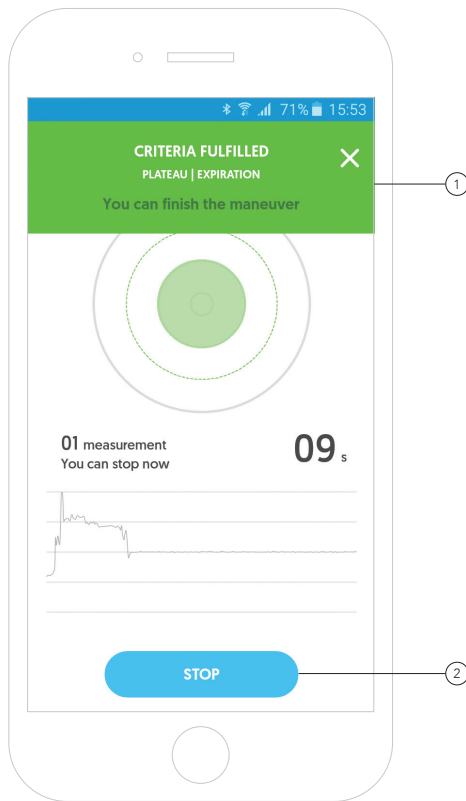 71% 15:53
CRITERIA FULFILLED
PLATEAU | EXPIRATION
You can finish the maneuver
1
01 measurement
09 s
You can stop now
STOP
2